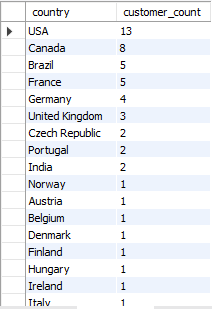 country customer_count
USA 13
Canada 8
Brazil 5
France 5
Germany 4
United Kingdom 3
Czech Republic 2
Portugal 2
India 2
Norway 1
Austria 1
Belgium 1
Denmark 1
Finland 1
Hungary 1
Ireland 1
Italy 1